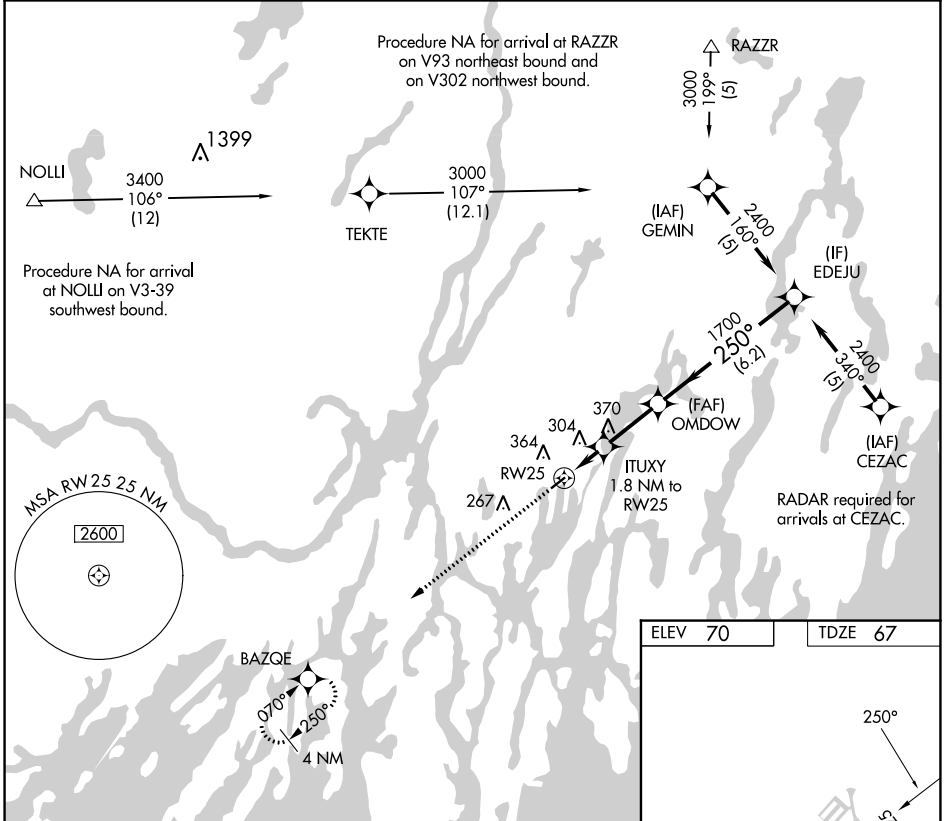 Procedure NA for arrival at RAZZR
on V93 northeast bound and
on V302 northwest bound.
RAZZR
3000
199°
(5)
1399
NOLLI
3400
106°
(12)
3000
107°
(12.1)
TEKTE
(IAF)
GEMIN
2400
160°
(5)
(IF)
EDEJU
Procedure NA for arrival
at NOLLI on V3-39
southwest bound.
1700
250°
(6.2)
2400
340°
(5)
(FAF)
OMDOW
370
304
364
RW25
267
ITUXY
1.8 NM to
RW25
(IAF)
CEZAC
RADAR required for
arrivals at CEZAC.
MSA RW25 25 NM
2600
BAZQE
070°
250°
4 NM
ELEV 70
TDZE 67
250°